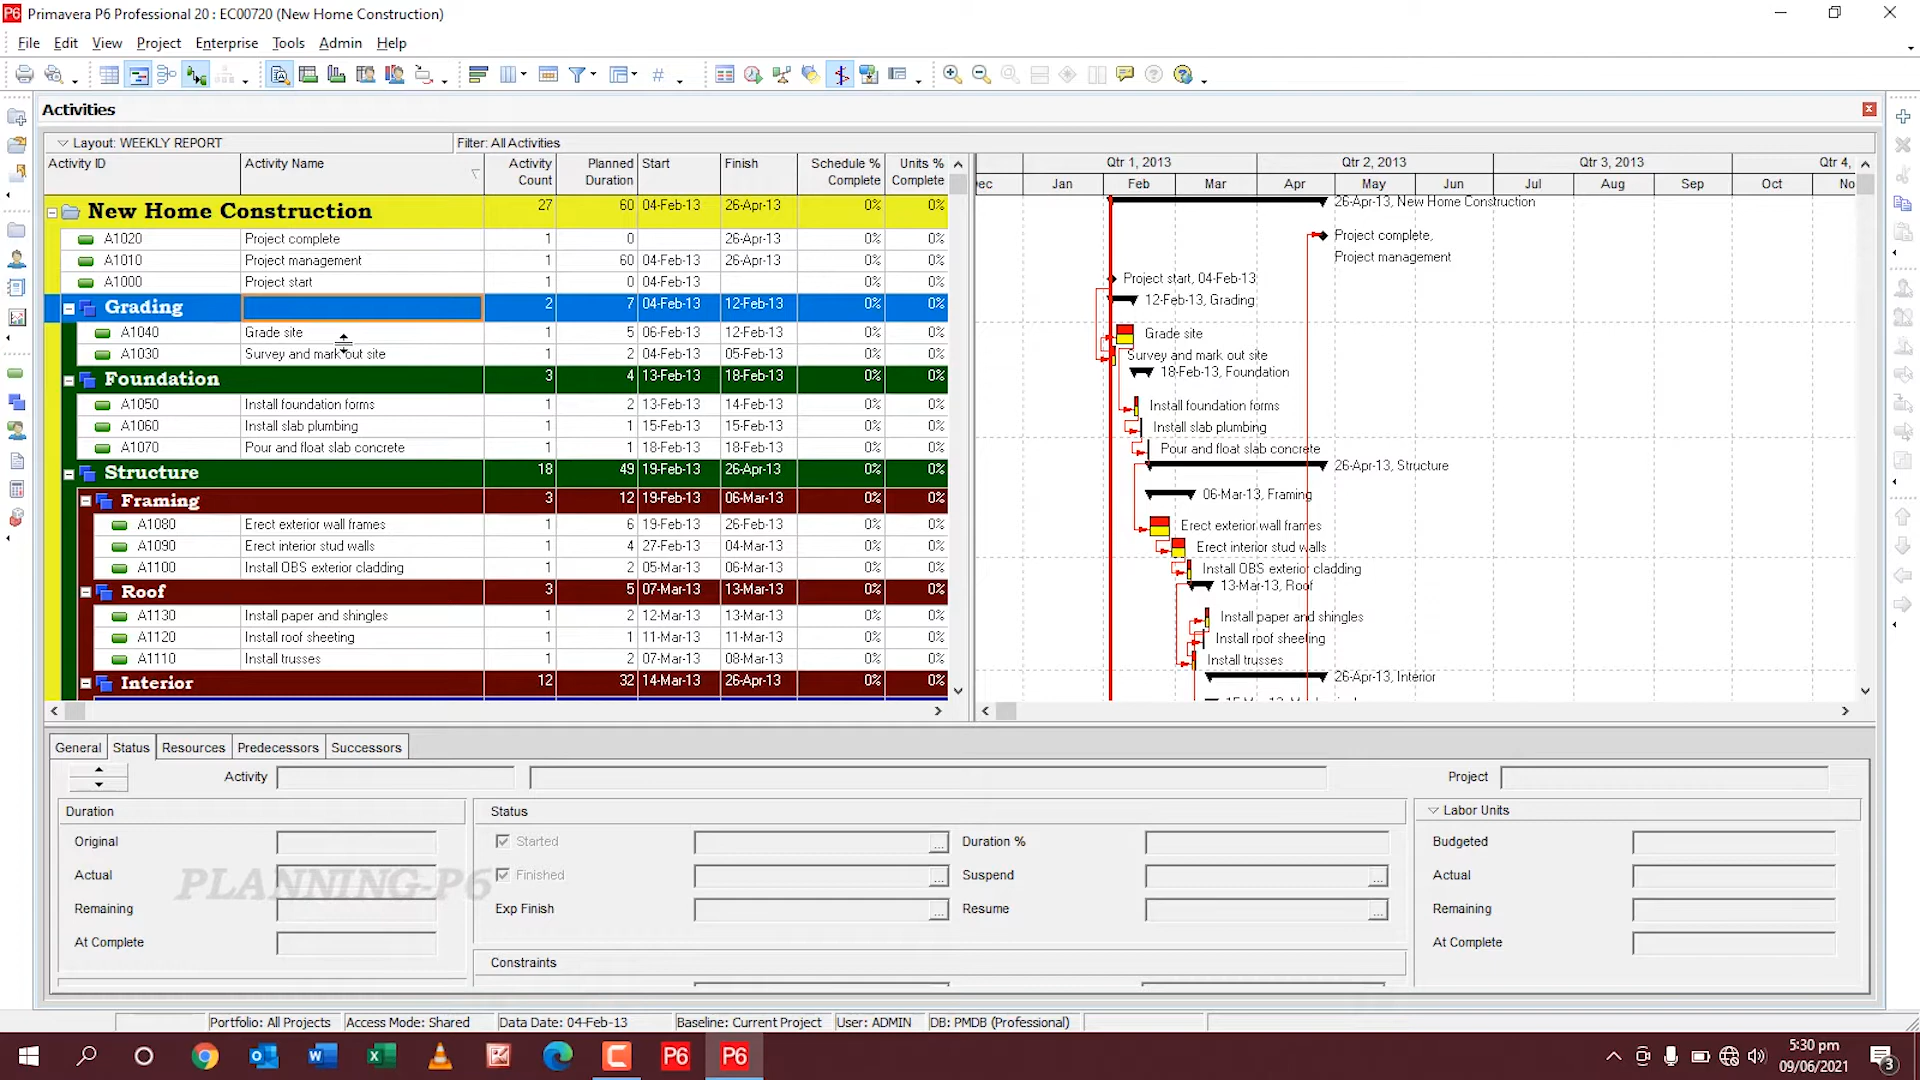 Primavera P6 Professional 20 : EC00720 (New Home Construction)
File Edit View Project Enterprise Tools Admin Help
Activities
Layout: WEEKLY REPORT Filter: All Activities
Activity ID Activity Name Activity Count Planned Duration Start Finish Schedule % Complete Units % Complete
New Home Construction 27 60 04-Feb-13 26-Apr-13 0% 0%
A1020 Project complete 1 0 26-Apr-13 0% 0%
A1010 Project management 1 60 04-Feb-13 26-Apr-13 0% 0%
A1000 Project start 1 0 04-Feb-13 0% 0%
Grading 2 7 04-Feb-13 12-Feb-13 0% 0%
A1040 Grade site 1 5 06-Feb-13 12-Feb-13 0% 0%
A1030 Survey and mark out site 1 2 04-Feb-13 05-Feb-13 0% 0%
Foundation 3 4 13-Feb-13 18-Feb-13 0% 0%
A1050 Install foundation forms 1 2 13-Feb-13 14-Feb-13 0% 0%
A1060 Install slab plumbing 1 1 15-Feb-13 15-Feb-13 0% 0%
A1070 Pour and float slab concrete 1 1 18-Feb-13 18-Feb-13 0% 0%
Structure 18 49 19-Feb-13 26-Apr-13 0% 0%
Framing 3 12 19-Feb-13 06-Mar-13 0% 0%
A1080 Erect exterior wall frames 1 6 19-Feb-13 26-Feb-13 0% 0%
A1090 Erect interior stud walls 1 4 27-Feb-13 04-Mar-13 0% 0%
A1100 Install OBS exterior cladding 1 2 05-Mar-13 06-Mar-13 0% 0%
Roof 3 5 07-Mar-13 13-Mar-13 0% 0%
A1130 Install paper and shingles 1 2 12-Mar-13 13-Mar-13 0% 0%
A1120 Install roof sheeting 1 1 11-Mar-13 11-Mar-13 0% 0%
A1110 Install trusses 1 2 07-Mar-13 08-Mar-13 0% 0%
Interior 12 32 14-Mar-13 26-Apr-13 0% 0%
Qtr 1, 2013 Qtr 2, 2013 Qtr 3, 2013 Qtr 4,
ec Jan Feb Mar Apr May Jun Jul Aug Sep Oct No
26-Apr-13, New Home Construction
Project complete,
Project management
Project start, 04-Feb-13
12-Feb-13, Grading
Grade site
Survey and mark out site
18-Feb-13, Foundation
Install foundation forms
Install slab plumbing
Pour and float slab concrete
26-Apr-13, Structure
06-Mar-13, Framing
Erect exterior wall frames
Erect interior stud walls
Install OBS exterior cladding
13-Mar-13, Roof
Install paper and shingles
Install roof sheeting
Install trusses
26-Apr-13, Interior
General Status Resources Predecessors Successors
Activity Project
Duration Status Labor Units
Original Started Duration % Budgeted
Actual Finished Suspend Actual
PLANNING-P6
Remaining Exp Finish Resume Remaining
At Complete At Complete
Constraints
Portfolio: All Projects Access Mode: Shared Data Date: 04-Feb-13 Baseline: Current Project User: ADMIN DB: PMDB (Professional)
5:30 pm
09/06/2021
3